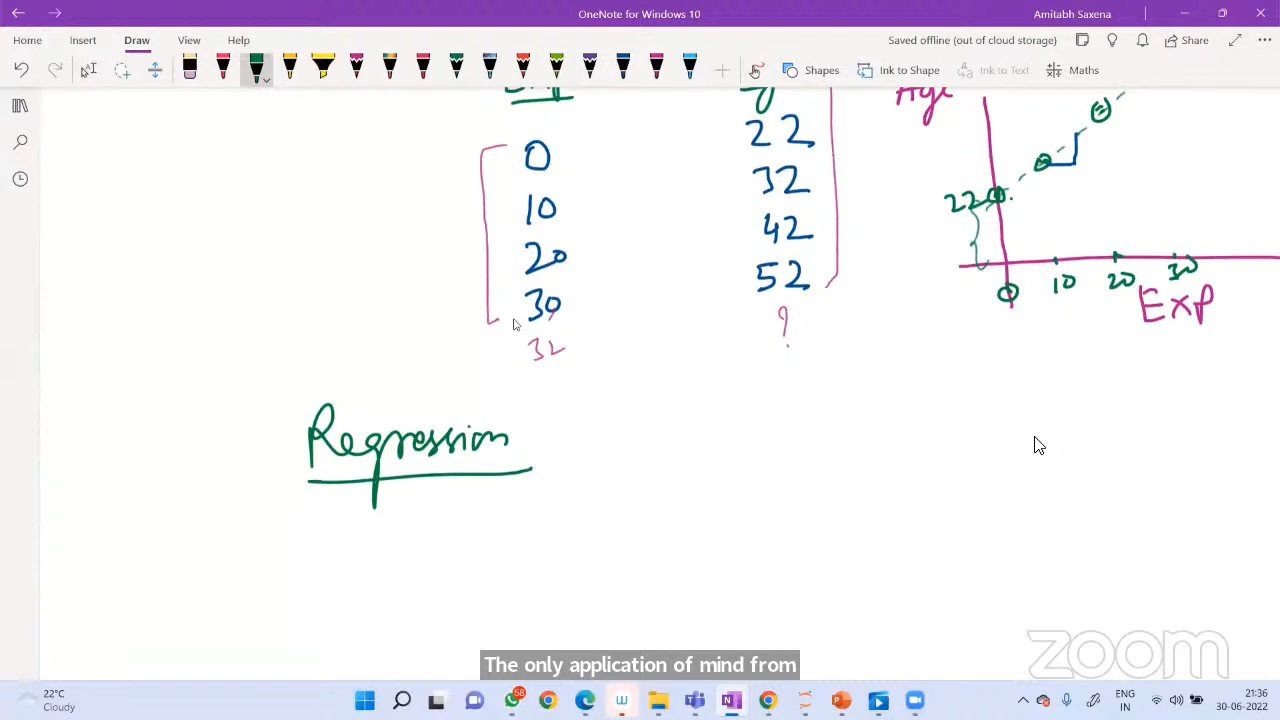 OneNote for Windows 10
Amitabh Saxena
Home Insert Draw View Help
Saved offline (out of cloud storage)
Share
Shapes
Ink to Shape
Ink to Text
Maths
Age
0 22
10 32
20 42
30 52
32 ?
22
0 10 20 30
Exp
Regression
zoom
The only application of mind from
22°C
Clear
68
ENG
IN
21:36
30-06-2022